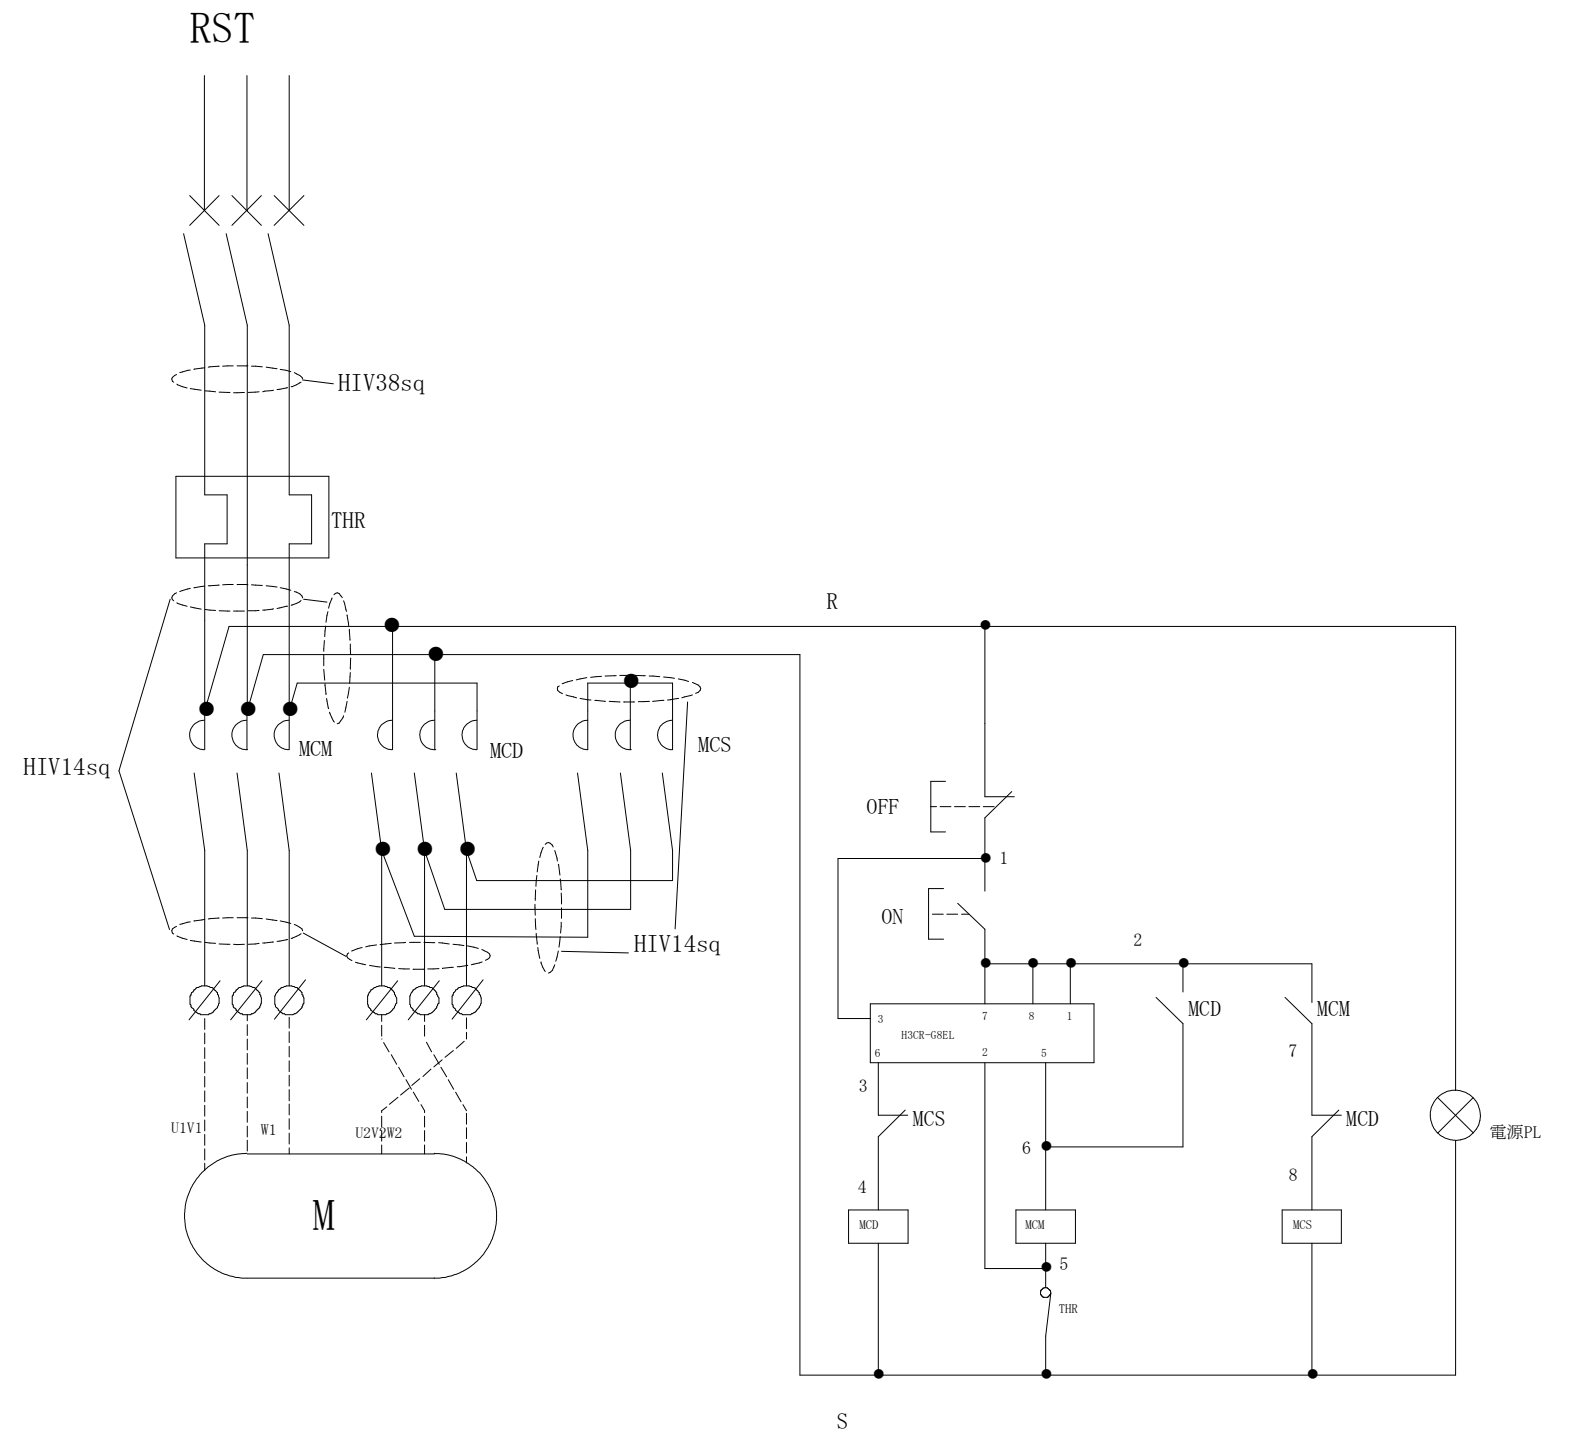 RST
HIV38sq
THR
R
MCM
MCD
MCS
HIV14sq
OFF
1
ON
HIV14sq
2
3
7
8
1
H3CR-G8EL
6
2
5
MCD
MCM
7
3
MCS
MCD
U1V1
W1
U2V2W2
電源PL
6
8
4
M
MCD
MCM
MCS
5
THR
S